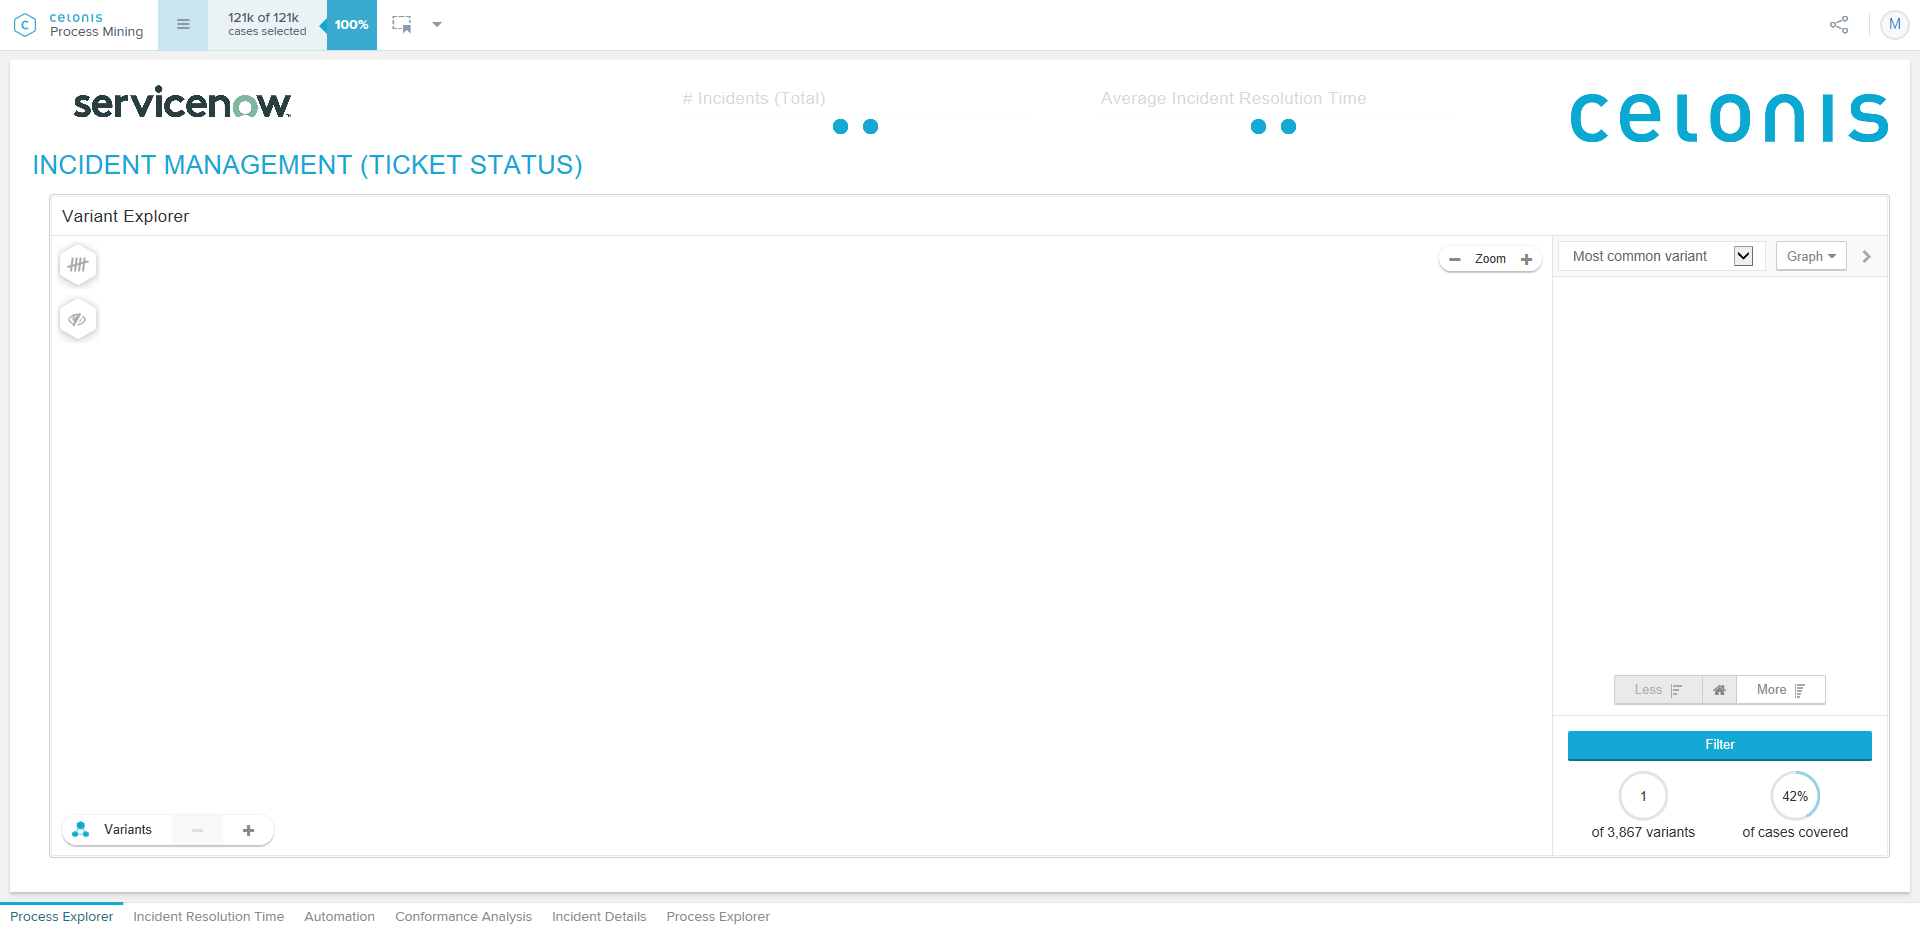 celonis
Process Mining
121k of 121k
cases selected
100%
M
servicenow
# Incidents (Total)
Average Incident Resolution Time
celonis
INCIDENT MANAGEMENT (TICKET STATUS)
Variant Explorer
Zoom
Most common variant
Graph
Less
More
Filter
1
42%
of 3,867 variants
of cases covered
Variants
Process Explorer
Incident Resolution Time
Automation
Conformance Analysis
Incident Details
Process Explorer